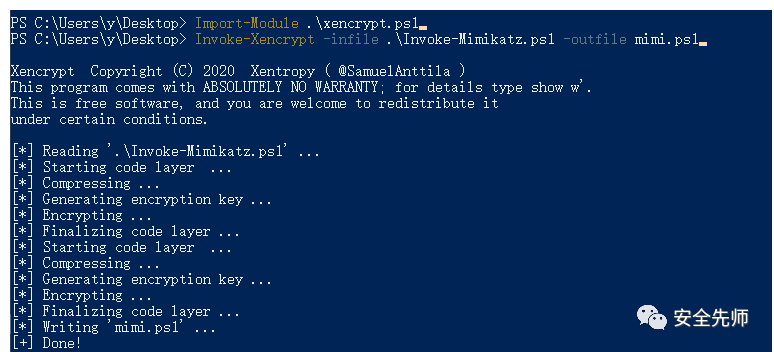 PS C:\Users\y\Desktop> Import-Module .\xencrypt.ps1
PS C:\Users\y\Desktop> Invoke-Xencrypt -infile .\Invoke-Mimikatz.ps1 -outfile mimi.ps1
Xencrypt Copyright (C) 2020 Xentropy ( @SamuelAnttila )
This program comes with ABSOLUTELY NO WARRANTY; for details type show w'.
This is free software, and you are welcome to redistribute it
under certain conditions.
[*] Reading '.\Invoke-Mimikatz.ps1' ...
[*] Starting code layer ...
[*] Compressing ...
[*] Generating encryption key ...
[*] Encrypting ...
[*] Finalizing code layer ...
[*] Starting code layer ...
[*] Compressing ...
[*] Generating encryption key ...
[*] Encrypting ...
[*] Finalizing code layer ...
[*] Writing 'mimi.ps1' ...
[+] Done!
安全先师